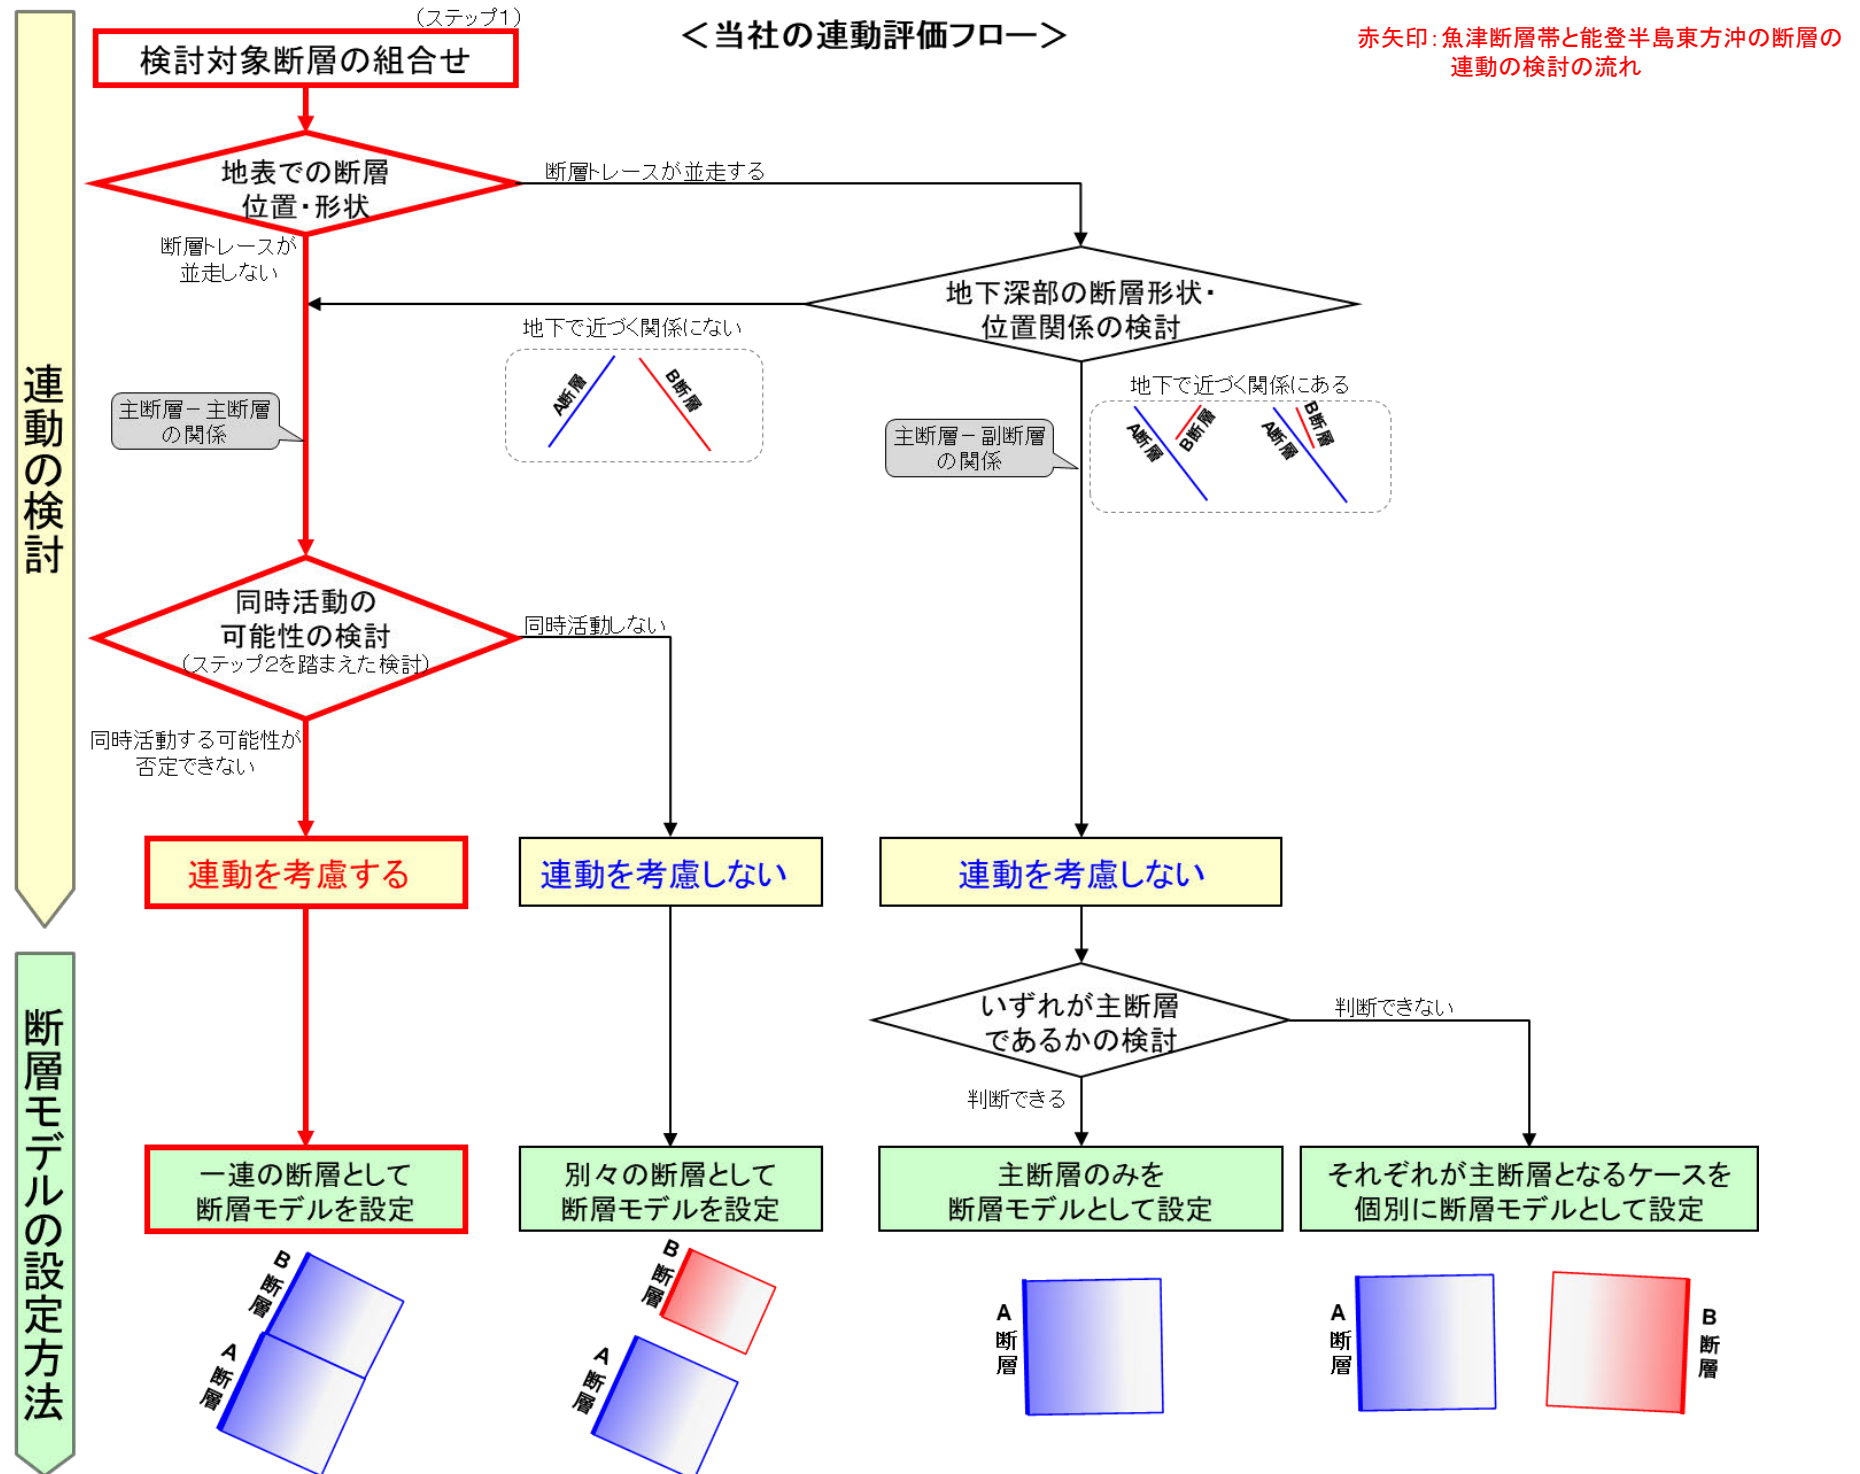 (ステップ1)
＜当社の連動評価フロー＞
赤矢印：魚津断層帯と能登半島東方沖の断層の
連動の検討の流れ
検討対象断層の組合せ
地表での断層
位置・形状
断層トレースが並走する
断層トレースが
並走しない
地下深部の断層形状・
位置関係の検討
地下で近づく関係にない
A断層
B断層
地下で近づく関係にある
A断層
B断層
A断層
B断層
主断層－主断層
の関係
主断層－副断層
の関係
連動の検討
同時活動の
可能性の検討
(ステップ2を踏まえた検討)
同時活動しない
同時活動する可能性が
否定できない
連動を考慮する
連動を考慮しない
連動を考慮しない
いずれが主断層
であるかの検討
判断できない
判断できる
断層モデルの設定方法
一連の断層として
断層モデルを設定
別々の断層として
断層モデルを設定
主断層のみを
断層モデルとして設定
それぞれが主断層となるケースを
個別に断層モデルとして設定
B断層
A断層
B断層
A断層
A断層
A断層
B断層